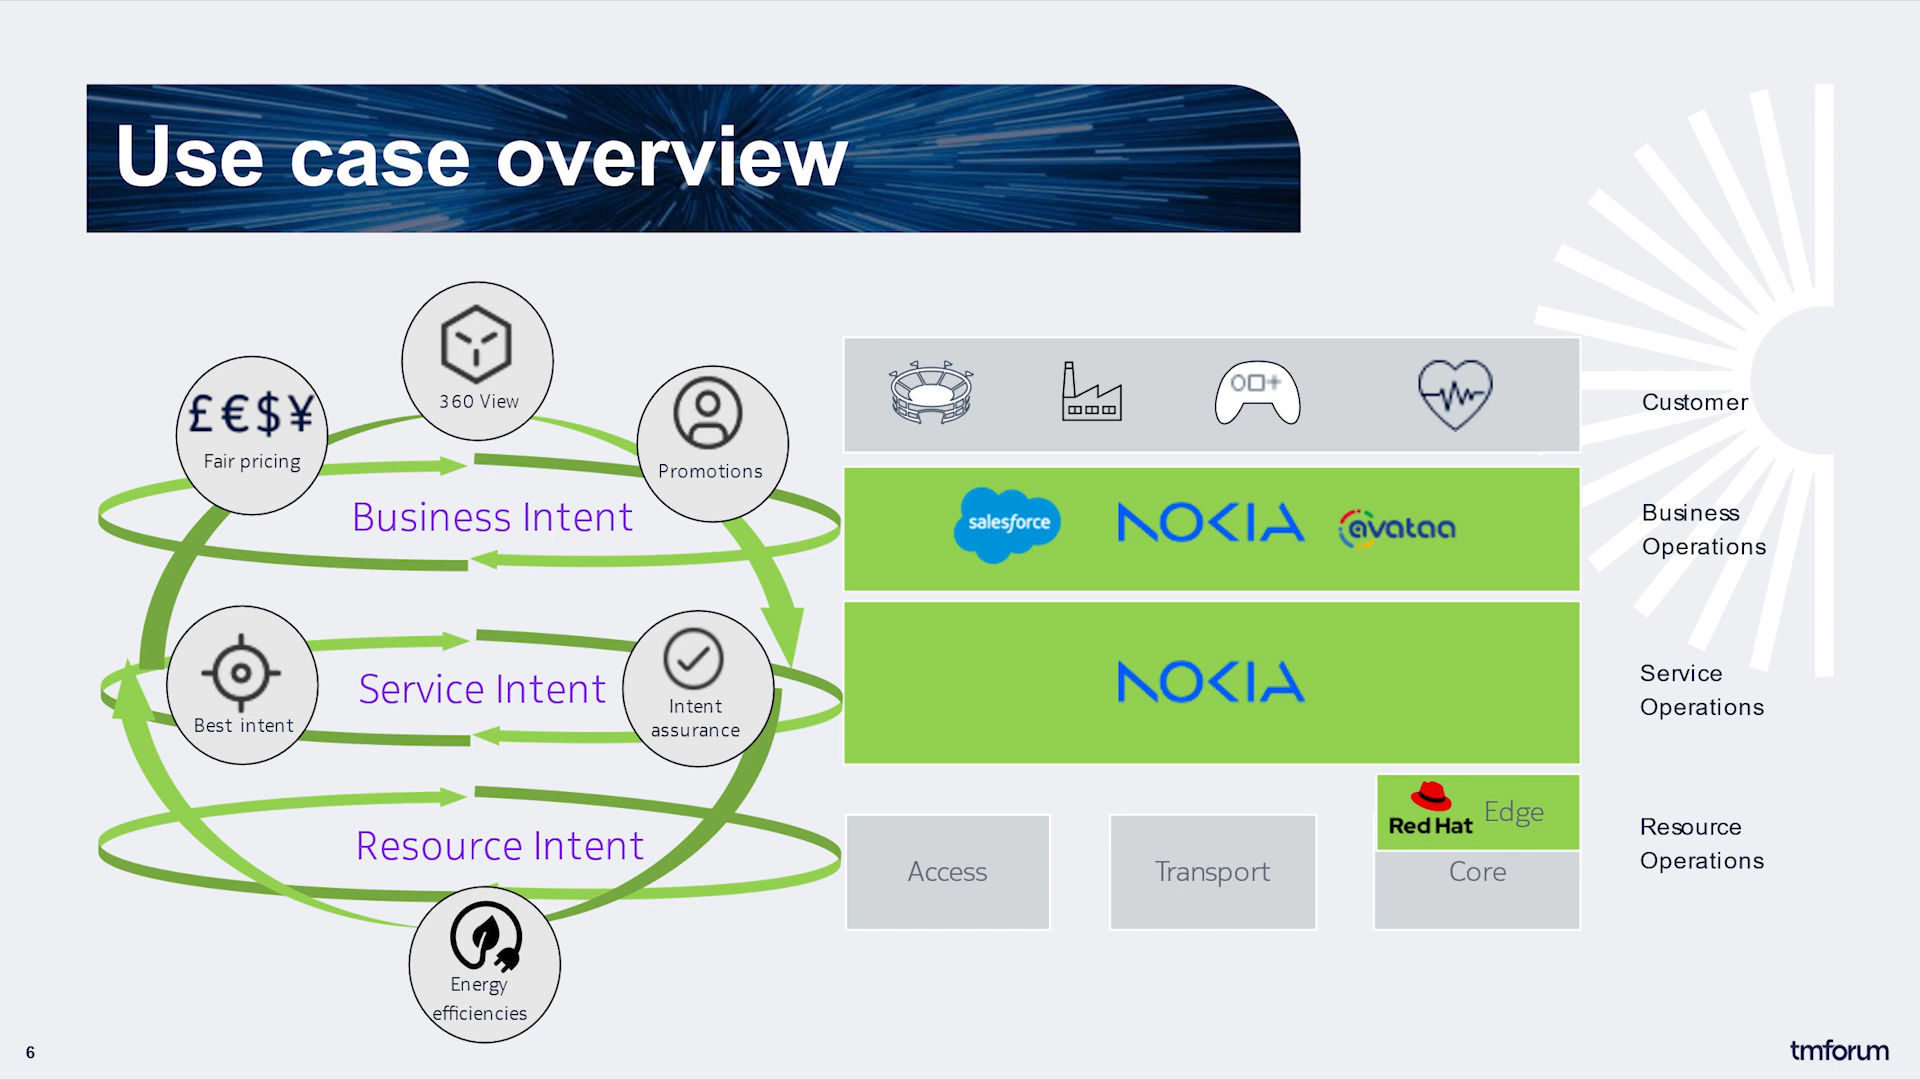 Use case overview
360 View
£€$¥
Fair pricing
Promotions
Business Intent
Best intent
Service Intent
Intent
assurance
Resource Intent
Energy
efficiencies
Customer
salesforce
NOKIA
avataa
Business
Operations
NOKIA
Service
Operations
Red Hat
Edge
Access
Transport
Core
Resource
Operations
6
tmforum